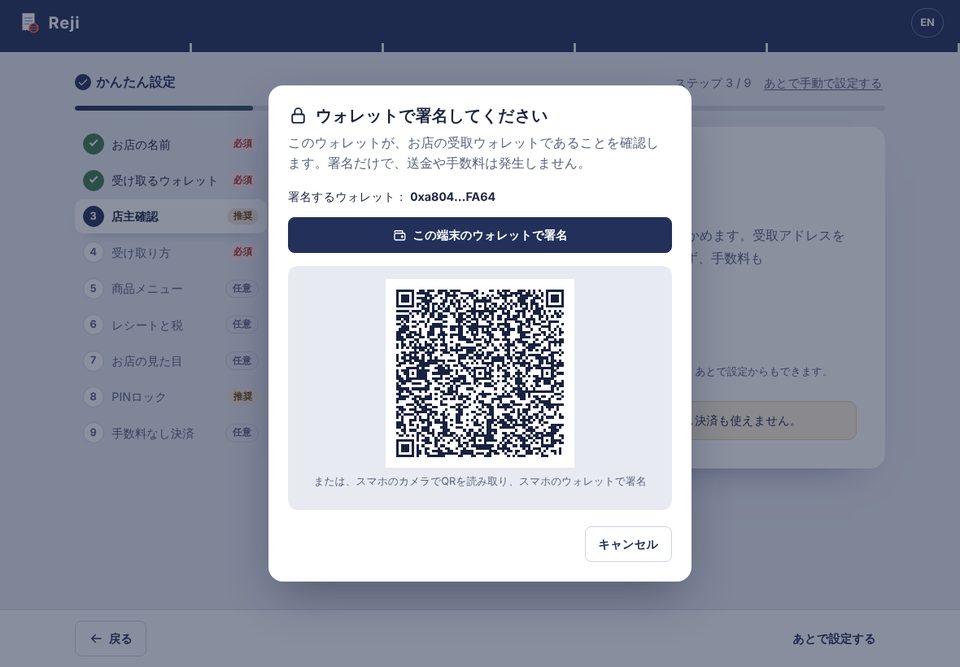 Reji
EN
かんたん設定
ステップ 3 / 9
あとで手動で設定する
お店の名前 必須
受け取るウォレット 必須
3 店主確認 推奨
4 受け取り方 必須
5 商品メニュー 任意
6 レシートと税 任意
7 お店の見た目 任意
8 PINロック 推奨
9 手数料なし決済 任意
ウォレットで署名してください
このウォレットが、お店の受取ウォレットであることを確認し
ます。署名だけで、送金や手数料は発生しません。
署名するウォレット： 0xa804…FA64
この端末のウォレットで署名
または、スマホのカメラでQRを読み取り、スマホのウォレットで署名
キャンセル
かめます。受取アドレスを
ず、手数料も
あとで設定からもできます。
決済も使えません。
戻る
あとで設定する